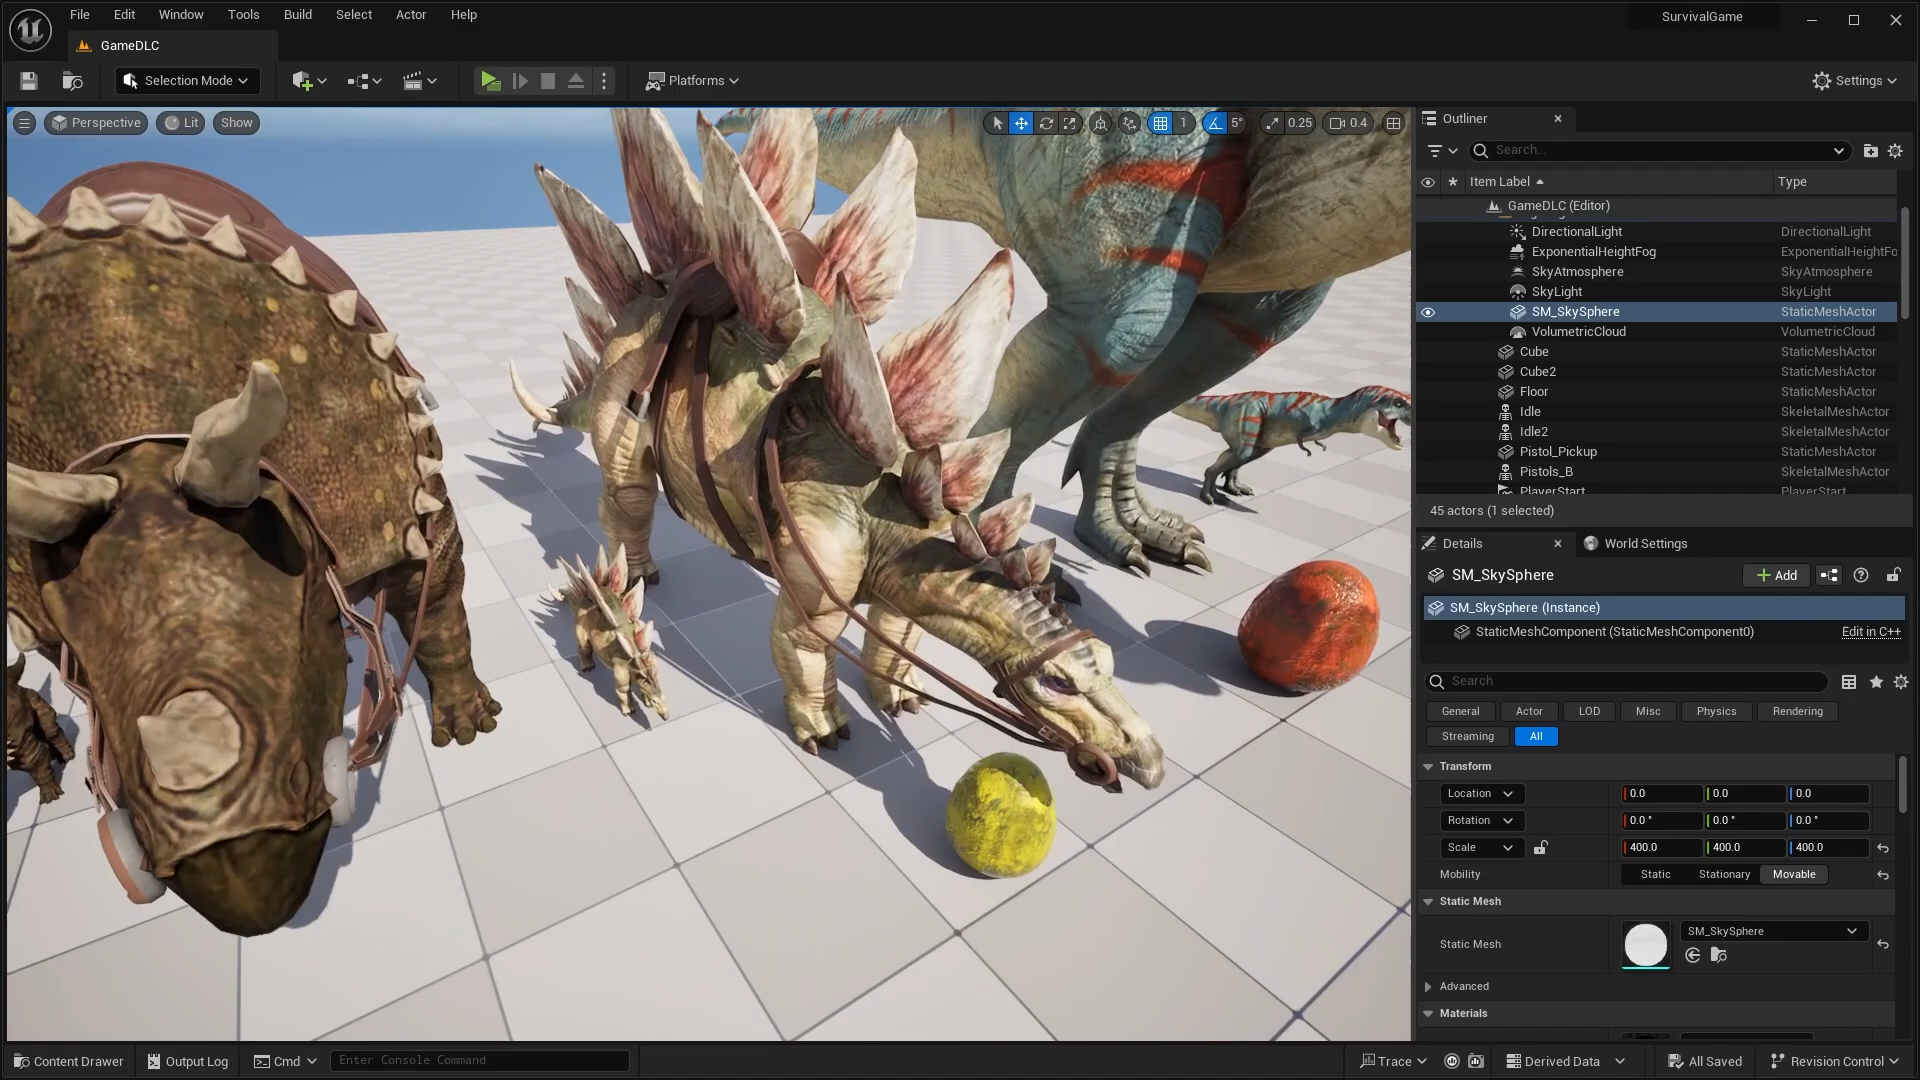 File Edit Window Tools Build Select Actor Help
SurvivalGame
GameDLC
Selection Mode
Platforms
Settings
Perspective Lit Show
1 5° 0.25 0.4
Outliner
Search...
Item Label Type
GameDLC (Editor)
DirectionalLight DirectionalLight
ExponentialHeightFog ExponentialHeightFo
SkyAtmosphere SkyAtmosphere
SkyLight SkyLight
SM_SkySphere StaticMeshActor
VolumetricCloud VolumetricCloud
Cube StaticMeshActor
Cube2 StaticMeshActor
Floor StaticMeshActor
Idle SkeletalMeshActor
Idle2 SkeletalMeshActor
Pistol_Pickup StaticMeshActor
Pistols_B SkeletalMeshActor
PlayerStart PlayerStart
45 actors (1 selected)
Details World Settings
SM_SkySphere Add
SM_SkySphere (Instance)
StaticMeshComponent (StaticMeshComponent0) Edit in C++
Search
General Actor LOD Misc Physics Rendering
Streaming All
Transform
Location 0.0 0.0 0.0
Rotation 0.0 ° 0.0 ° 0.0 °
Scale 400.0 400.0 400.0
Mobility Static Stationary Movable
Static Mesh
Static Mesh SM_SkySphere
Advanced
Materials
Content Drawer Output Log Cmd Enter Console Command Trace Derived Data All Saved Revision Control